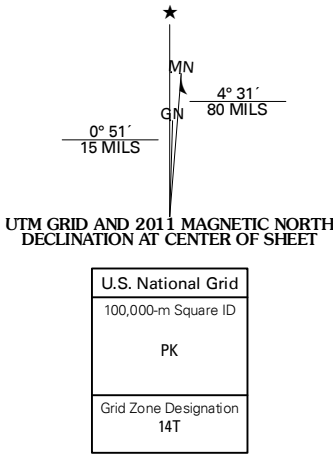 ★
MN
4° 31´
80 MILS
GN
0° 51´
15 MILS
UTM GRID AND 2011 MAGNETIC NORTH
DECLINATION AT CENTER OF SHEET
U.S. National Grid
100,000-m Square ID
PK
Grid Zone Designation
14T